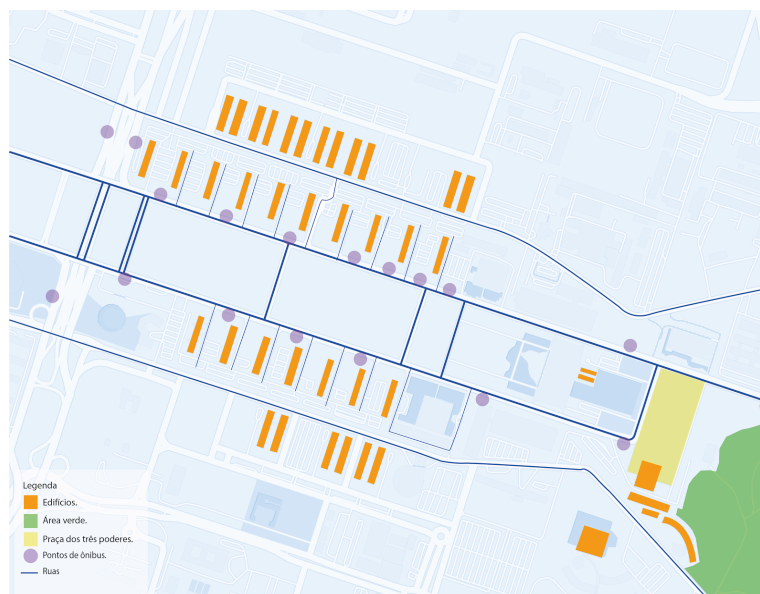 Legenda
Edifícios.
Área verde.
Praça dos três poderes.
Pontos de ônibus.
Ruas